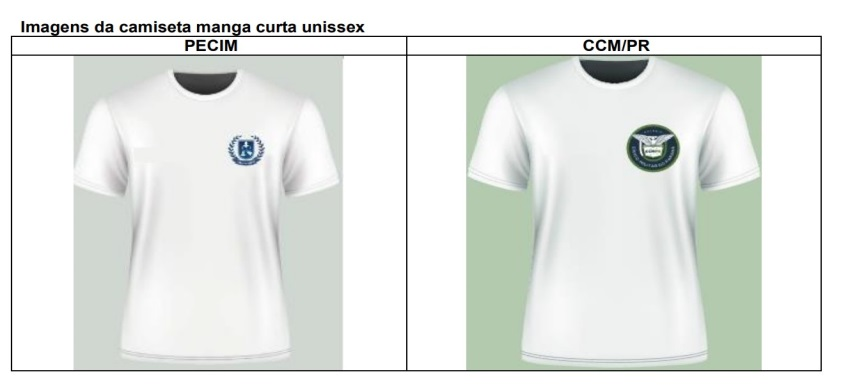 Imagens da camiseta manga curta unissex
PECIM
CCM/PR